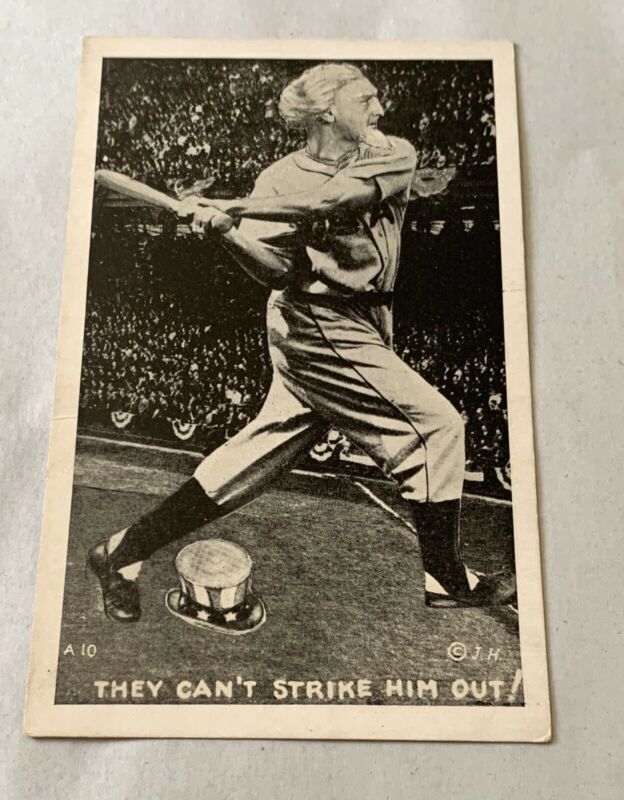 A 10
© J. H.
THEY CAN'T STRIKE HIM OUT!